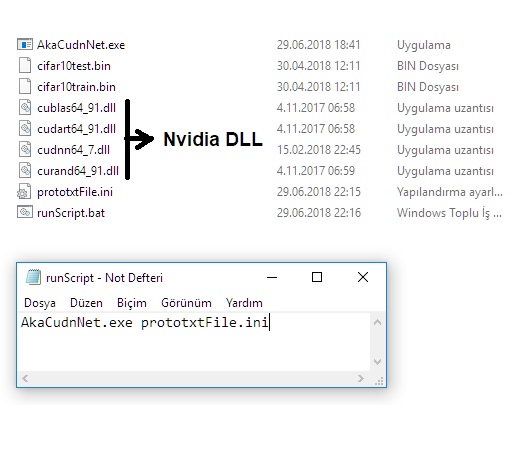 AkaCudnNet.exe 29.06.2018 18:41 Uygulama
cifar10test.bin 30.04.2018 12:11 BIN Dosyası
cifar10train.bin 30.04.2018 12:11 BIN Dosyası
cublas64_91.dll 4.11.2017 06:58 Uygulama uzantısı
cudart64_91.dll 4.11.2017 06:58 Uygulama uzantısı
Nvidia DLL
cudnn64_7.dll 15.02.2018 22:45 Uygulama uzantısı
curand64_91.dll 4.11.2017 06:58 Uygulama uzantısı
prototxtFile.ini 29.06.2018 22:15 Yapılandırma ayarl...
runScript.bat 29.06.2018 22:16 Windows Toplu İş ...
runScript - Not Defteri
Dosya Düzen Biçim Görünüm Yardım
AkaCudnNet.exe prototxtFile.ini